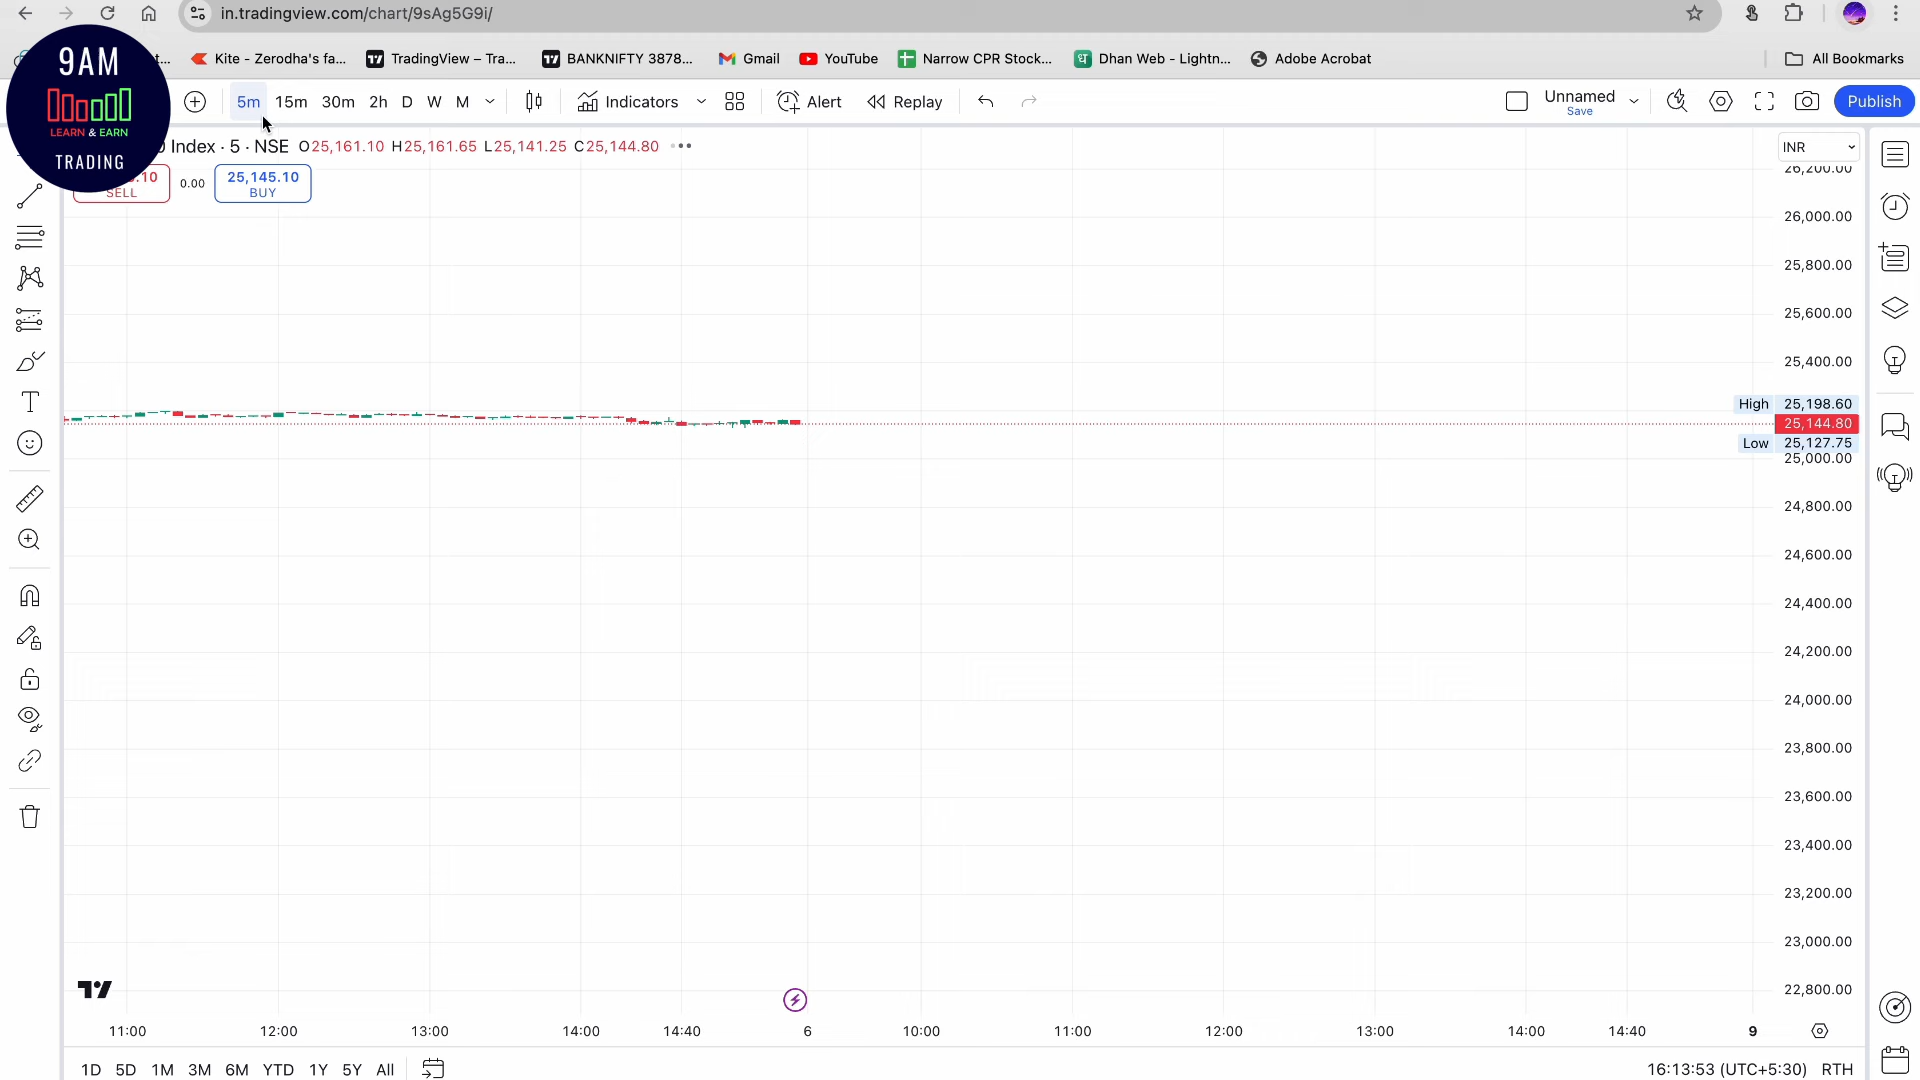 in.tradingview.com/chart/9sAg5G9i/
Kite - Zerodha's fa...
TradingView – Tra...
BANKNIFTY 3878...
Gmail
YouTube
Narrow CPR Stock...
Dhan Web - Lightn...
Adobe Acrobat
All Bookmarks
9AM
LEARN & EARN
TRADING
5m 15m 30m 2h D W M
Indicators
Alert
Replay
Unnamed
Save
Publish
Index · 5 · NSE O25,161.10 H25,161.65 L25,141.25 C25,144.80
SELL
0.00
25,145.10
BUY
INR
26,200.00
26,000.00
25,800.00
25,600.00
25,400.00
High 25,198.60
25,144.80
Low 25,127.75
25,000.00
24,800.00
24,600.00
24,400.00
24,200.00
24,000.00
23,800.00
23,600.00
23,400.00
23,200.00
23,000.00
22,800.00
11:00 12:00 13:00 14:00 14:40 6 10:00 11:00 12:00 13:00 14:00 14:40 9
1D 5D 1M 3M 6M YTD 1Y 5Y All
16:13:53 (UTC+5:30) RTH